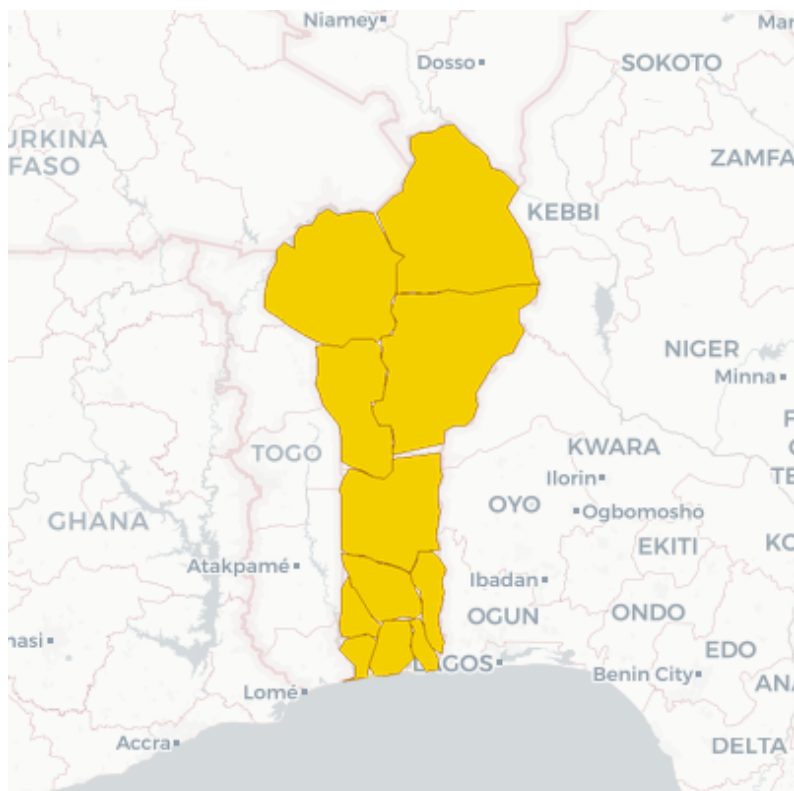 Niamey
Mar
Dosso
SOKOTO
URKINA
FASO
ZAMFA
KEBBI
NIGER
Minna
F
TOGO
KWARA
C
TE
Ilorin
OYO
Ogbomosho
GHANA
EKITI
KO
Atakpamé
Ibadan
OGUN
ONDO
nasi
EDO
LAGOS
Benin City
AN
Lomé
Accra
DELTA